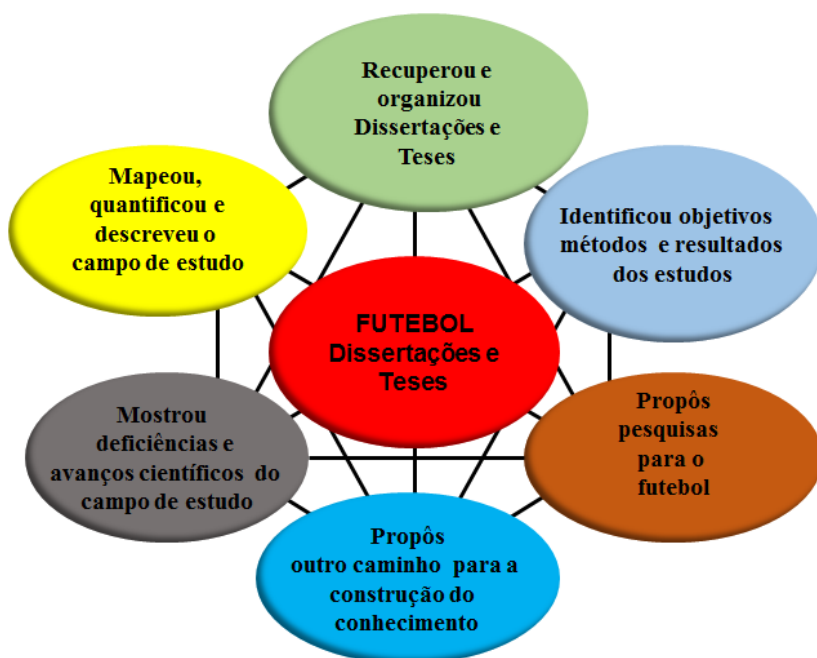 Recuperou e
organizou
Dissertações e
Teses
Mapeou,
quantificou e
descreveu o
campo de estudo
Identificou objetivos
métodos e resultados
dos estudos
FUTEBOL
Dissertações e
Teses
Mostrou
deficiências e
avanços científicos do
campo de estudo
Propôs
pesquisas
para o
futebol
Propôs
outro caminho para a
construção do
conhecimento